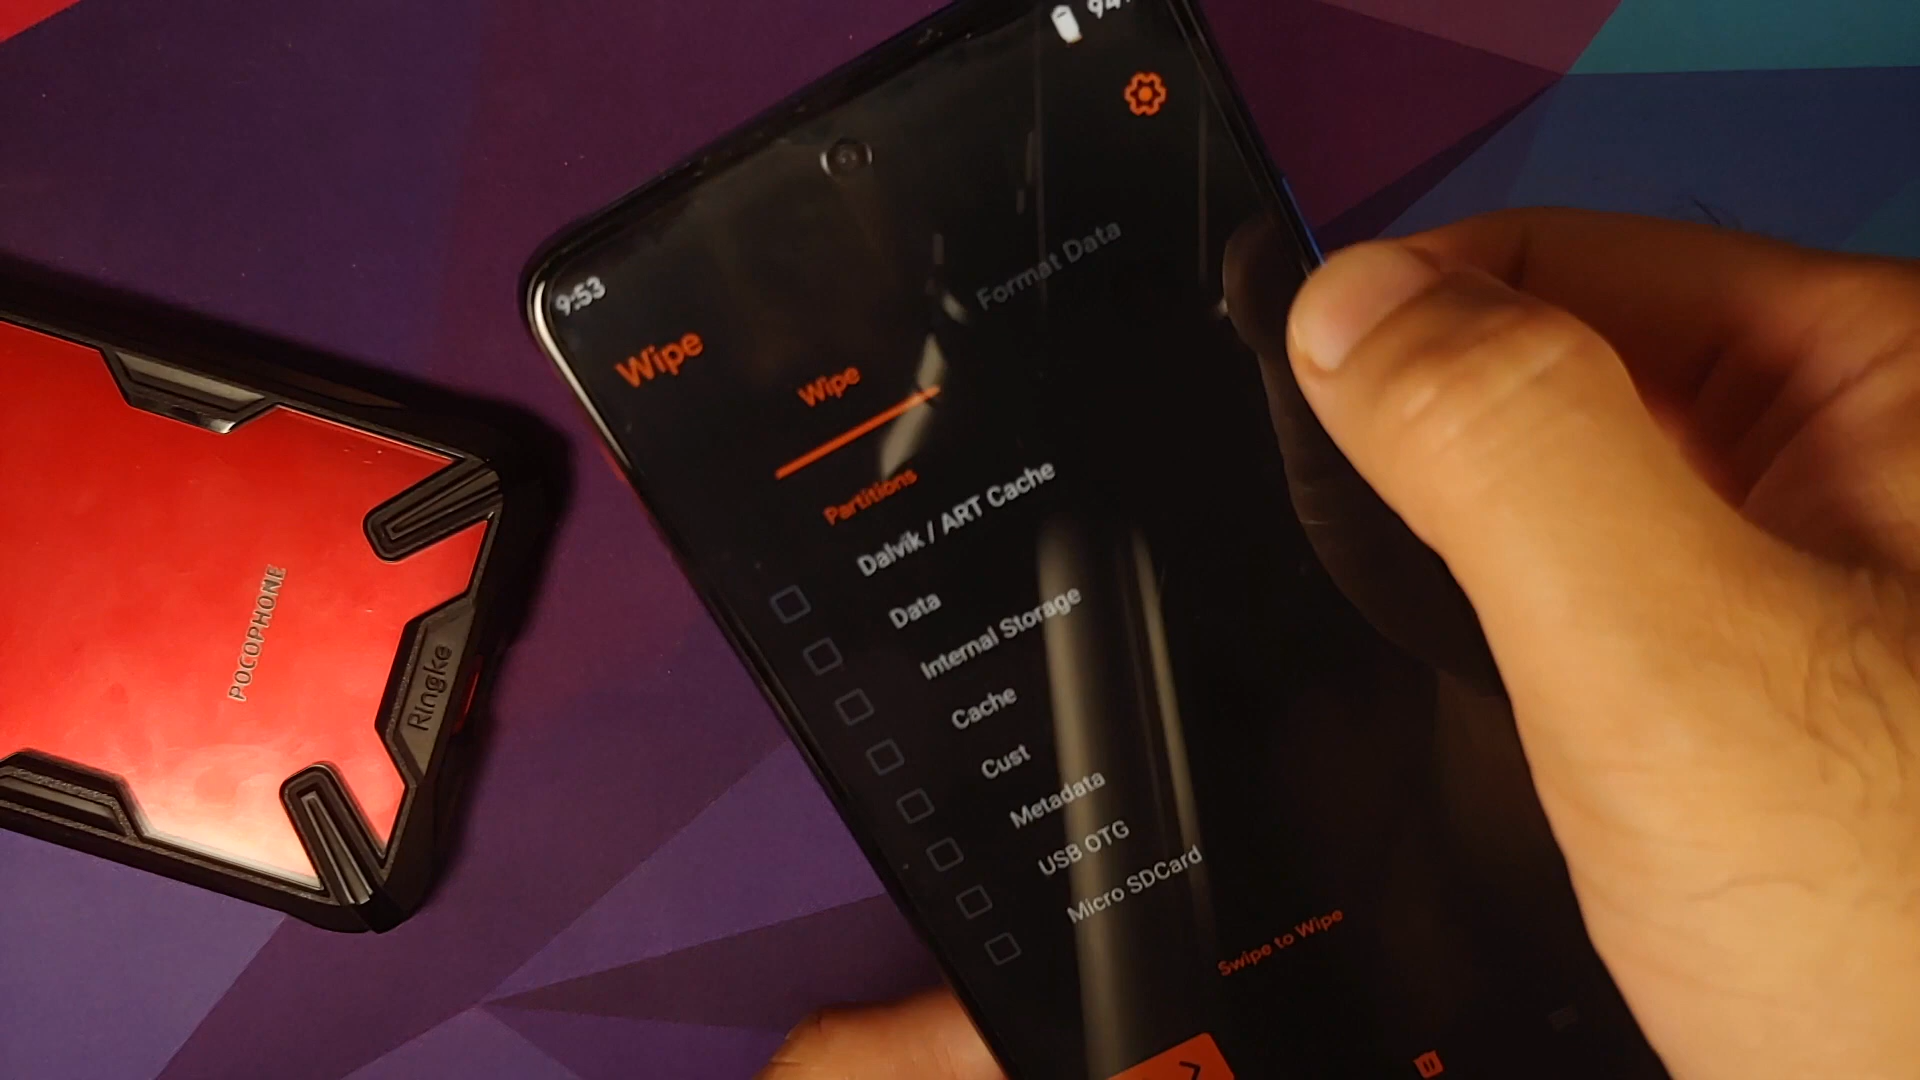 9:53
Wipe
Wipe
Format Data
Partitions
Dalvik / ART Cache
Data
Internal Storage
Cache
Cust
Metadata
USB OTG
Micro SDCard
Swipe to Wipe
POCOPHONE
Ringke